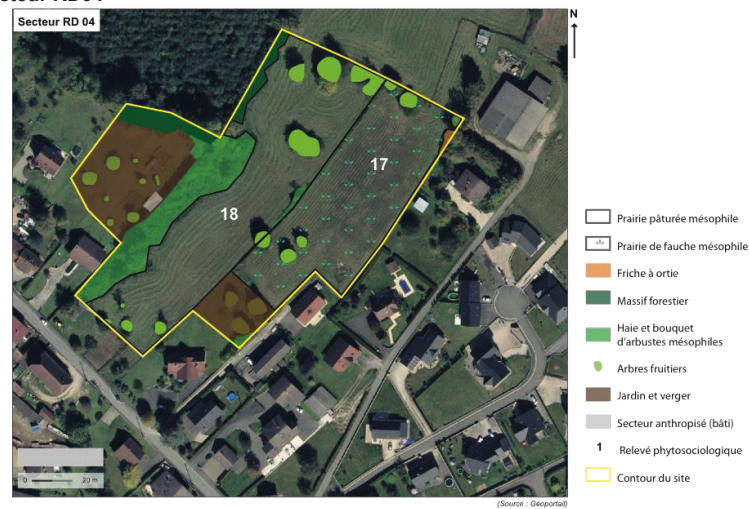 Secteur RD 04
N
17
18
Prairie pâturée mésophile
Prairie de fauche mésophile
Friche à ortie
Massif forestier
Haie et bouquet
d'arbustes mésophiles
Arbres fruitiers
Jardin et verger
Secteur anthropisé (bâti)
1 Relevé phytosociologique
Contour du site
0 20 m
(Source : Géoportail)